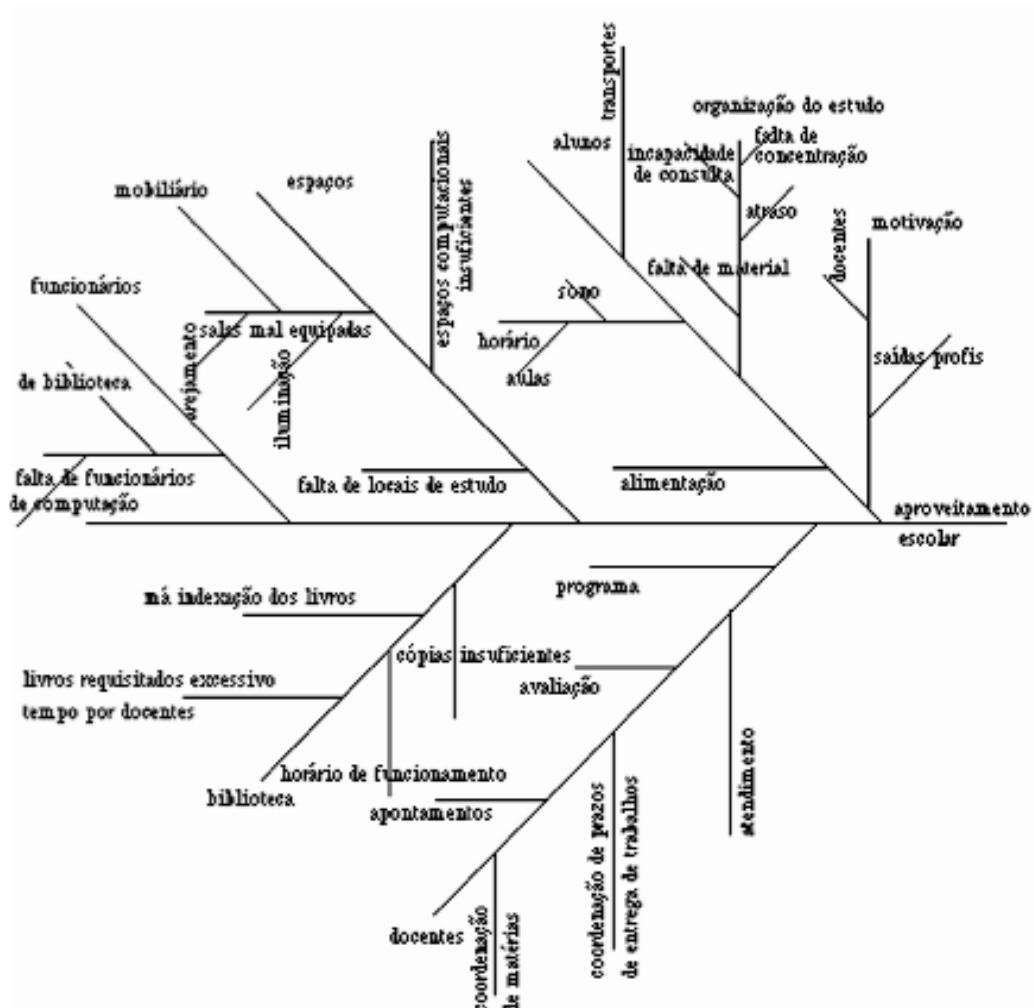 transportes
organização do estudo
alunos
incapacidade
de consulta
falta de
concentração
espaços computacionais
insuficientes
espaços
mobiliário
atraso
docentes
motivação
funcionários
falta de material
sono
salas mal equipadas
horário
aulas
saídas profis
arejamento
iluminação
de biblioteca
falta de funcionários
de computação
falta de locais de estudo
alimentação
aproveitamento
escolar
programa
má indexação dos livros
cópias insuficientes
avaliação
livros requisitados excessivo
tempo por docentes
horário de funcionamento
biblioteca
apontamentos
atendimento
coordenação de prazos
de entrega de trabalhos
docentes
coordenação
de matérias